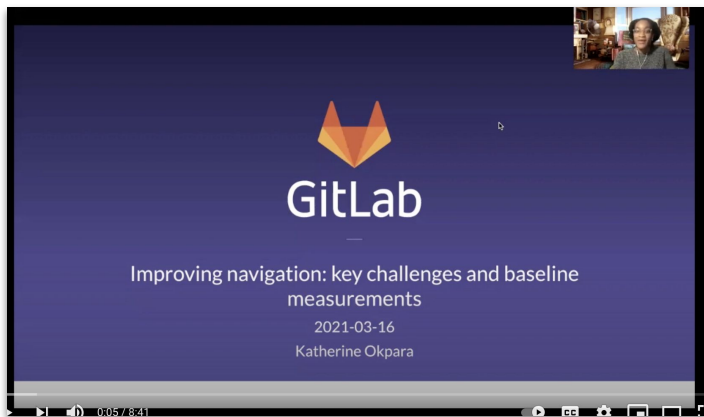 GitLab
Improving navigation: key challenges and baseline
measurements
2021-03-16
Katherine Okpara
0:05 / 8:41
CC